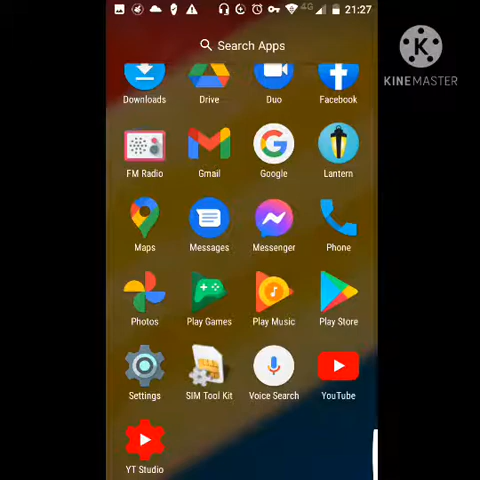 4G 21:27
Search Apps
K
KINEMASTER
Downloads Drive Duo Facebook
FM Radio Gmail Google Lantern
Maps Messages Messenger Phone
Photos Play Games Play Music Play Store
Settings SIM Tool Kit Voice Search YouTube
YT Studio